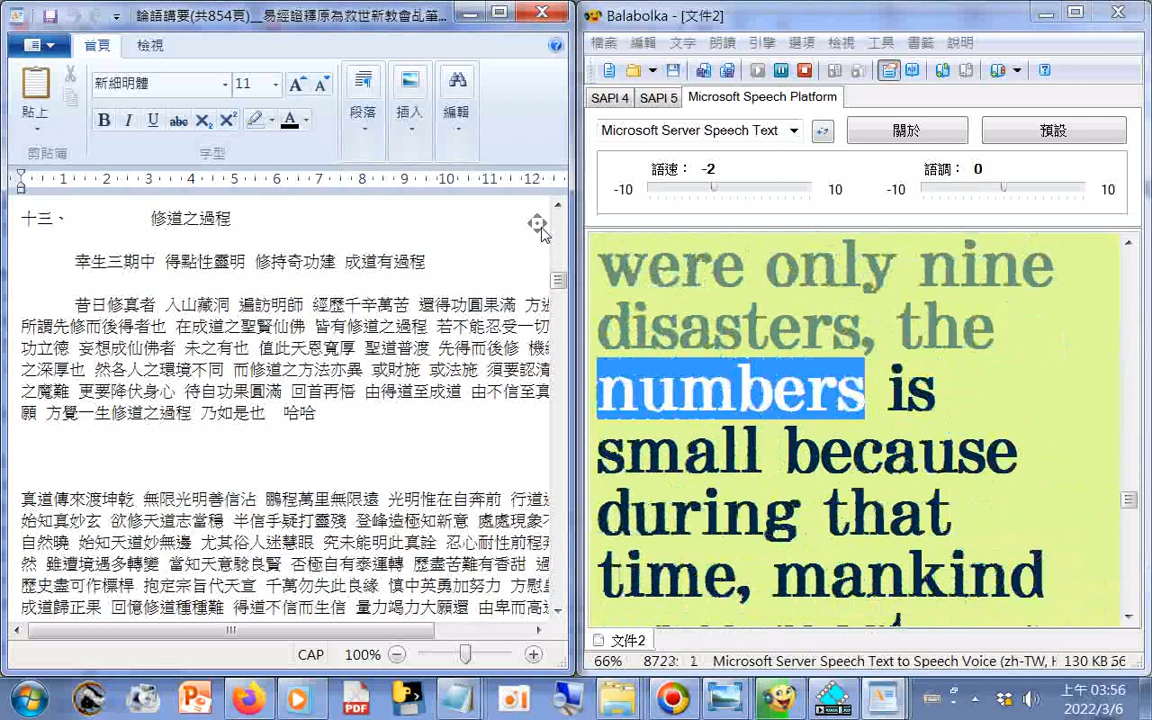 論語講要(共854頁)__易經證釋原為救世新教會乩筆...
首頁
檢視
貼上
剪貼簿
新細明體
11
B I U abc X₂ X² A
字型
段落
插入
編輯
1 2 3 4 5 6 7 8 9 10 11 12
十三、 修道之過程
幸生三期中 得點性靈明 修持奇功建 成道有過程
昔日修真者 入山藏洞 遍訪明師 經歷千辛萬苦 還得功圓果滿 方
所謂先修而後得者也 在成道之聖賢仙佛 皆有修道之過程 若不能忍受一切
功立德 妄想成仙佛者 未之有也 值此天恩寬厚 聖道普渡 先得而後修 機
之深厚也 然各人之環境不同 而修道之方法亦異 或財施 或法施 須要認清
之魔難 更要降伏身心 待自功果圓滿 回首再悟 由得道至成道 由不信至真
願 方覺一生修道之過程 乃如是也 哈哈
真道傳來渡坤乾 無限光明善信沾 鵬程萬里無限遠 光明惟在自奔前 行道
始知真妙玄 欲修天道志當穩 半信半疑打靈殘 登峰造極知新意 處處現象
自然曉 始知天道妙無邊 尤其俗人迷慧眼 究未能明此真詮 忍心耐性前程
然 雖遭境遇多轉變 當知天意驗良賢 否極自有泰運轉 歷盡苦難有香甜
歷史盡可作標桿 抱定宗旨代天宣 千萬勿失此良緣 慎中英勇加努力 方慰
成道歸正果 回憶修道種種難 得道不信而生信 量力竭力大願還 由卑而高
CAP 100%
Balabolka - [文件2]
檔案 編輯 文字 朗讀 引擎 選項 檢視 工具 書籤 說明
SAPI 4 SAPI 5 Microsoft Speech Platform
Microsoft Server Speech Text 關於 預設
語速： -2 語調： 0
-10 10 -10 10
were only nine
disasters, the
numbers is
small because
during that
time, mankind
文件2
66% 8723: 1 Microsoft Server Speech Text to Speech Voice (zh-TW, H 130 KB 56
上午 03:56
2022/3/6